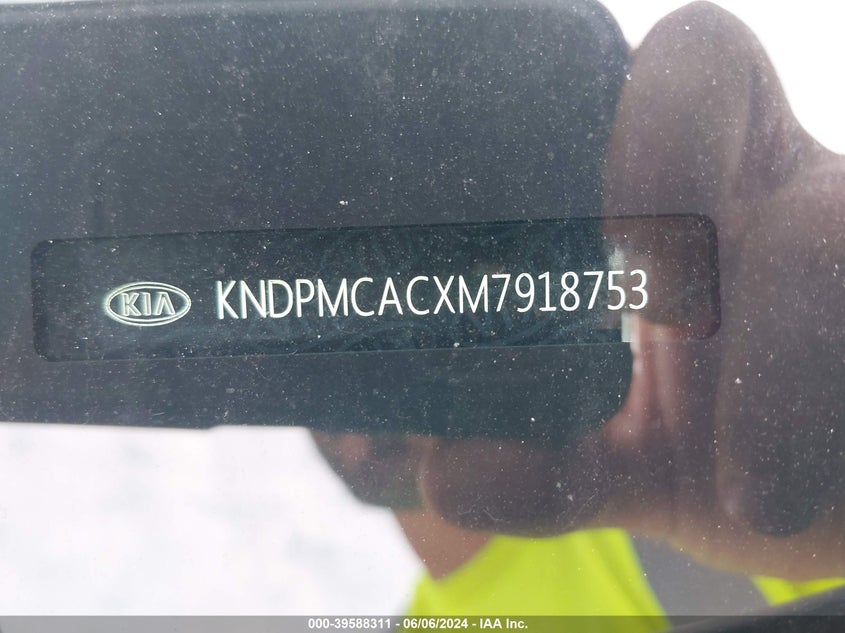 KIA KNDPMCACXM7918753
000-39588311 - 06/06/2024 - IAA Inc.